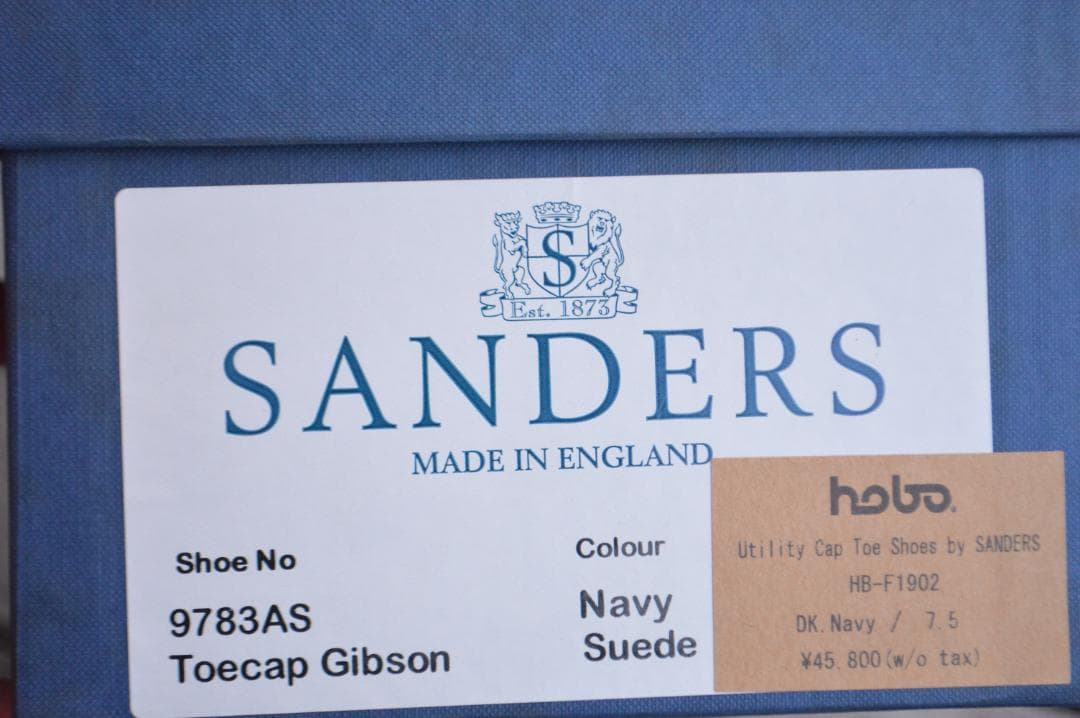 S
Est. 1873
SANDERS
MADE IN ENGLAND
Shoe No
9783AS
Toecap Gibson
Colour
Navy
Suede
hobo.
Utility Cap Toe Shoes by SANDERS
HB-F1902
DK.Navy / 7.5
¥45,800(w/o tax)